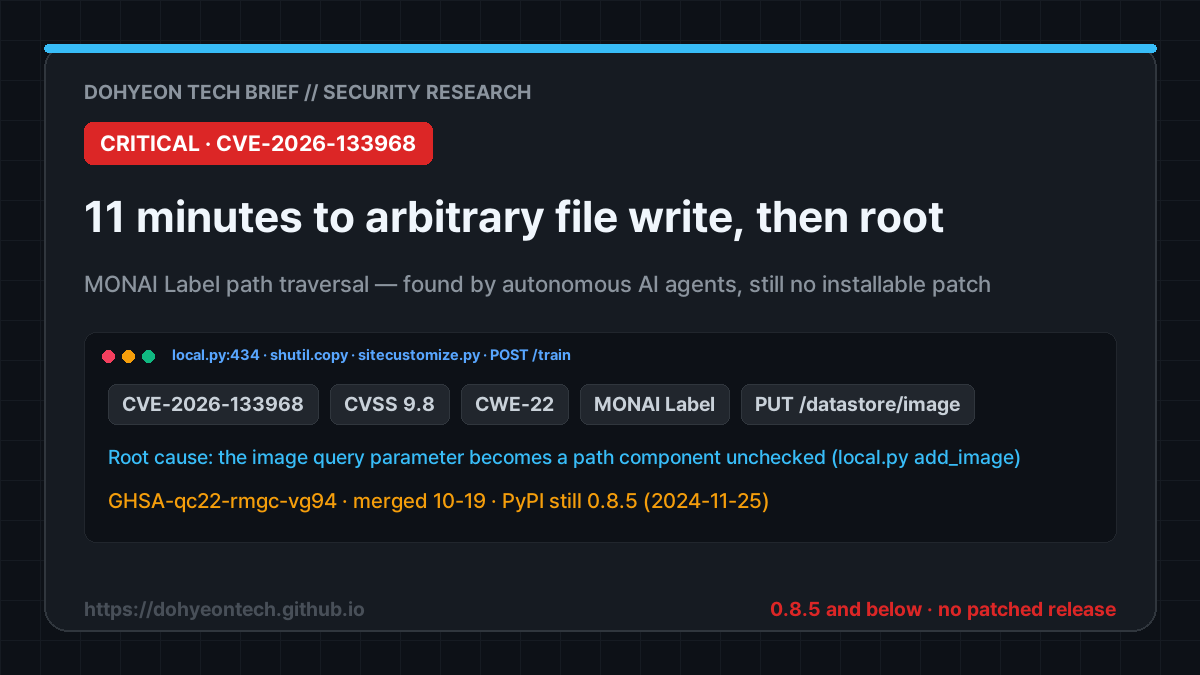 DOHYEON TECH BRIEF // SECURITY RESEARCH
CRITICAL · CVE-2026-133968
11 minutes to arbitrary file write, then root
MONAI Label path traversal — found by autonomous AI agents, still no installable patch
local.py:434 · shutil.copy · sitecustomize.py · POST /train
CVE-2026-133968 CVSS 9.8 CWE-22 MONAI Label PUT /datastore/image
Root cause: the image query parameter becomes a path component unchecked (local.py add_image)
GHSA-qc22-rmgc-vg94 · merged 10-19 · PyPI still 0.8.5 (2024-11-25)
https://dohyeontech.github.io 0.8.5 and below · no patched release